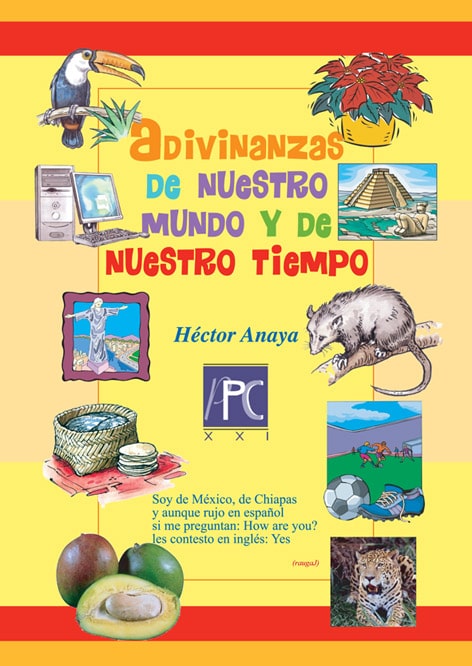 aDiViNaNZaS
DE NUESTRO
MUNDO Y DE
NUESTRO TiEMPO
Héctor Anaya
PPC
XXI
Soy de México, de Chiapas
y aunque rujo en español
si me preguntan: How are you?
les contesto en inglés: Yes
(raugaJ)